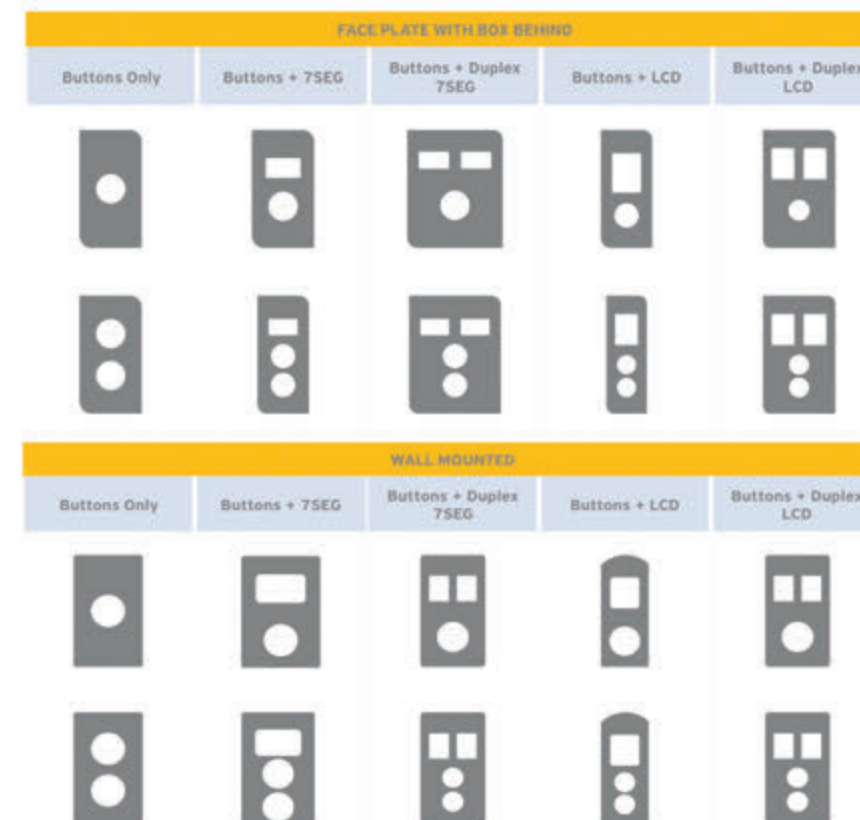 FACE PLATE WITH BOX BEHIND
Buttons Only
Buttons + 7SEG
Buttons + Duplex
7SEG
Buttons + LCD
Buttons + Duplex
LCD
WALL MOUNTED
Buttons Only
Buttons + 7SEG
Buttons + Duplex
7SEG
Buttons + LCD
Buttons + Duplex
LCD